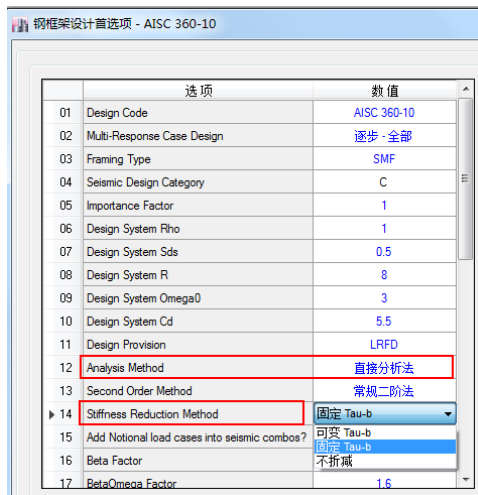 钢框架设计首选项 - AISC 360-10
选项 数值
01 Design Code AISC 360-10
02 Multi-Response Case Design 逐步 - 全部
03 Framing Type SMF
04 Seismic Design Category C
05 Importance Factor 1
06 Design System Rho 1
07 Design System Sds 0.5
08 Design System R 8
09 Design System Omega0 3
10 Design System Cd 5.5
11 Design Provision LRFD
12 Analysis Method 直接分析法
13 Second Order Method 常规二阶法
14 Stiffness Reduction Method 固定 Tau-b
可变 Tau-b
15 Add Notional load cases into seismic combos? 固定 Tau-b
16 Beta Factor 不折减
17 BetaOmega Factor 1.6